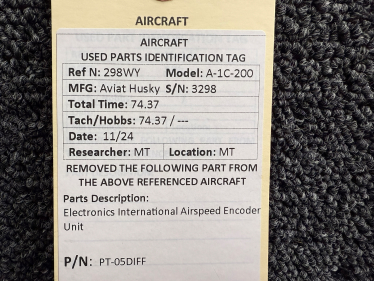 AIRCRAFT
AIRCRAFT
USED PARTS IDENTIFICATION TAG
Ref N: 298WY Model: A-1C-200
MFG: Aviat Husky S/N: 3298
Total Time: 74.37
Tach/Hobbs: 74.37 / ---
Date: 11/24
Researcher: MT Location: MT
REMOVED THE FOLLOWING PART FROM
THE ABOVE REFERENCED AIRCRAFT
Parts Description:
Electronics International Airspeed Encoder
Unit
P/N: PT-05DIFF